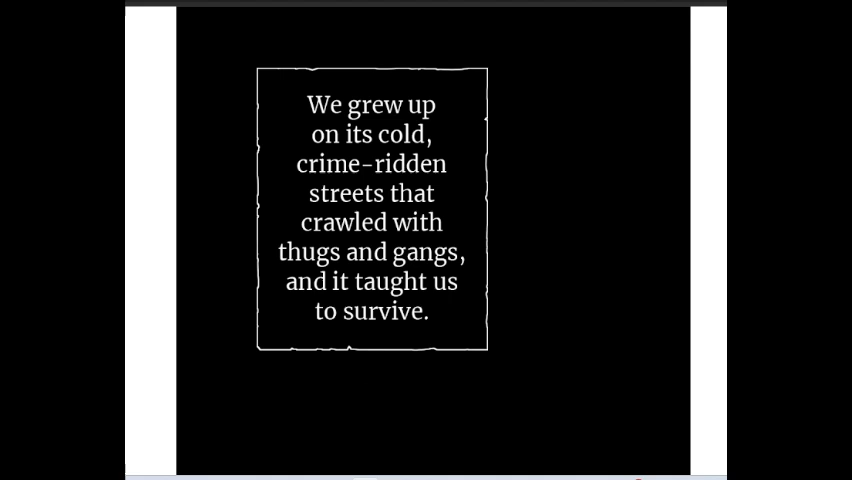 We grew up
on its cold,
crime-ridden
streets that
crawled with
thugs and gangs,
and it taught us
to survive.